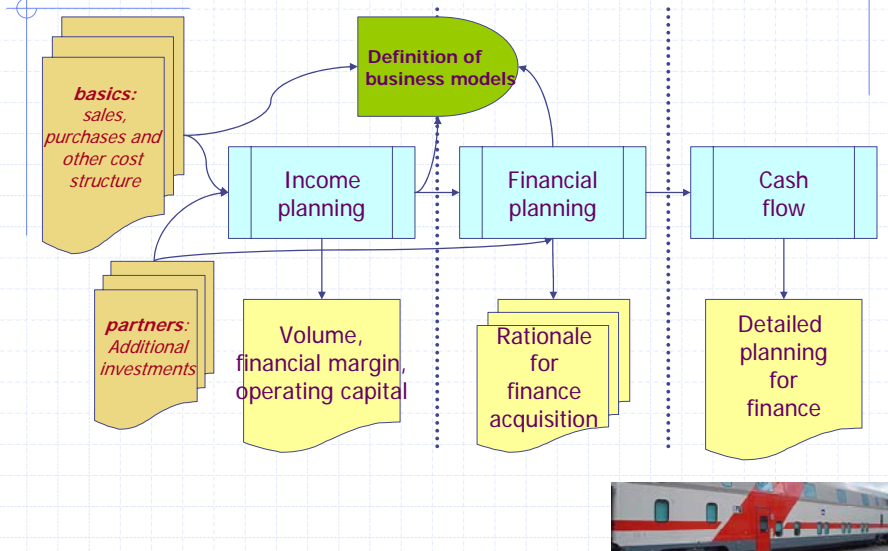 Definition of
business models
basics:
sales,
purchases and
other cost
structure
Income
planning
Financial
planning
Cash
flow
partners:
Additional
investments
Volume,
financial margin,
operating capital
Rationale
for
finance
acquisition
Detailed
planning
for
finance